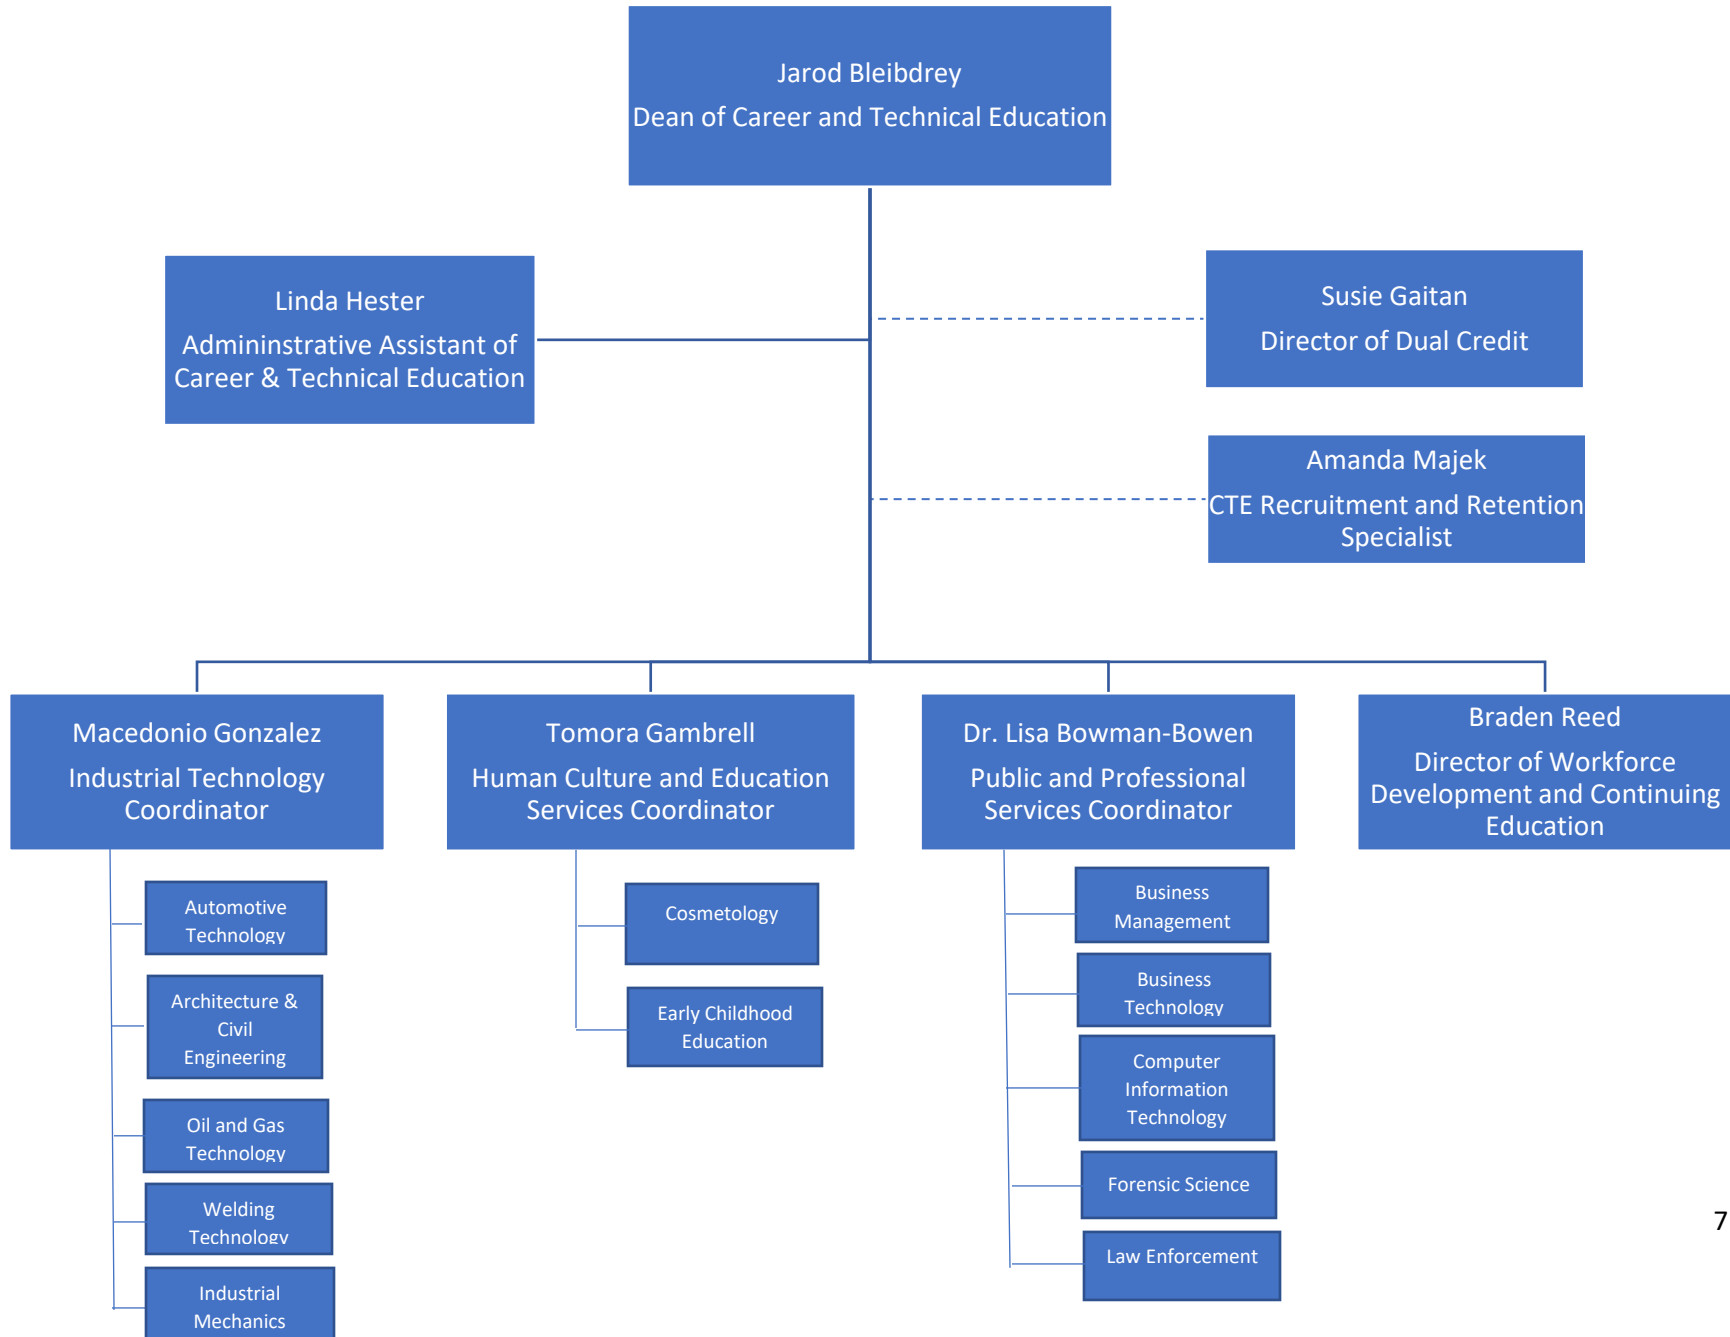 Jarod Bleibdrey
Dean of Career and Technical Education
Linda Hester
Admininstrative Assistant of
Career & Technical Education
Susie Gaitan
Director of Dual Credit
Amanda Majek
CTE Recruitment and Retention
Specialist
Macedonio Gonzalez
Industrial Technology
Coordinator
Tomora Gambrell
Human Culture and Education
Services Coordinator
Dr. Lisa Bowman-Bowen
Public and Professional
Services Coordinator
Braden Reed
Director of Workforce
Development and Continuing
Education
Automotive
Technology
Architecture &
Civil
Engineering
Oil and Gas
Technology
Welding
Technology
Industrial
Mechanics
Cosmetology
Early Childhood
Education
Business
Management
Business
Technology
Computer
Information
Technology
Forensic Science
Law Enforcement
7